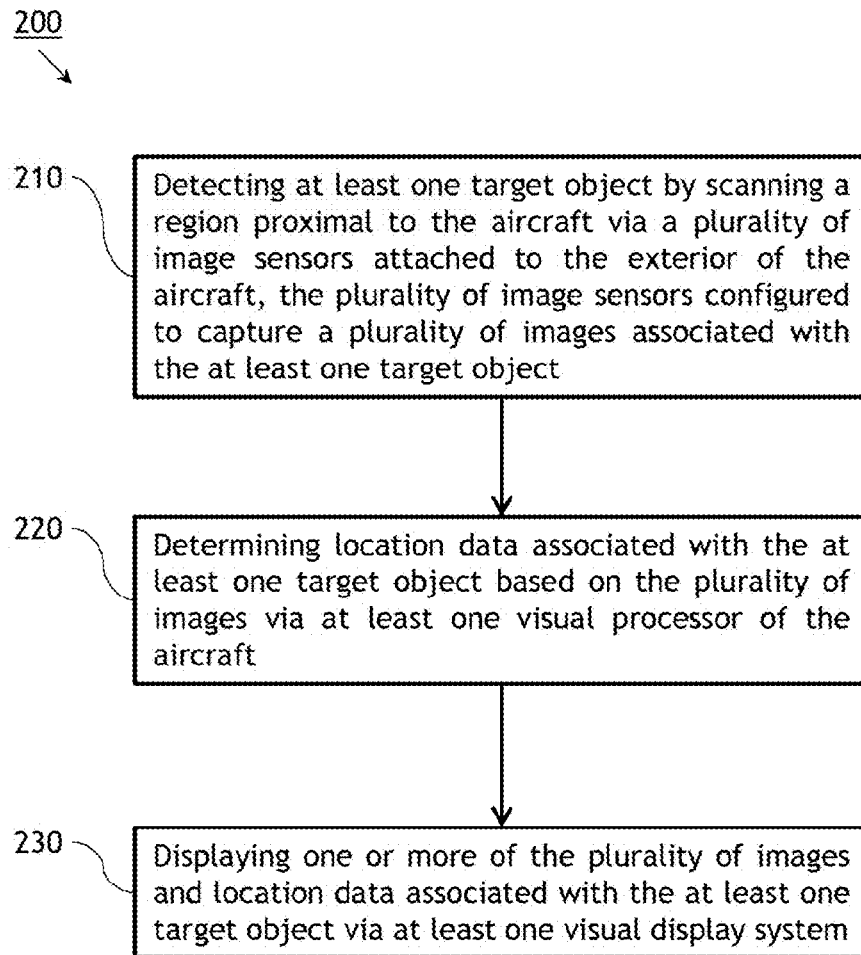 200
210
Detecting at least one target object by scanning a
region proximal to the aircraft via a plurality of
image sensors attached to the exterior of the
aircraft, the plurality of image sensors configured
to capture a plurality of images associated with
the at least one target object
220
Determining location data associated with the at
least one target object based on the plurality of
images via at least one visual processor of the
aircraft
230
Displaying one or more of the plurality of images
and location data associated with the at least one
target object via at least one visual display system